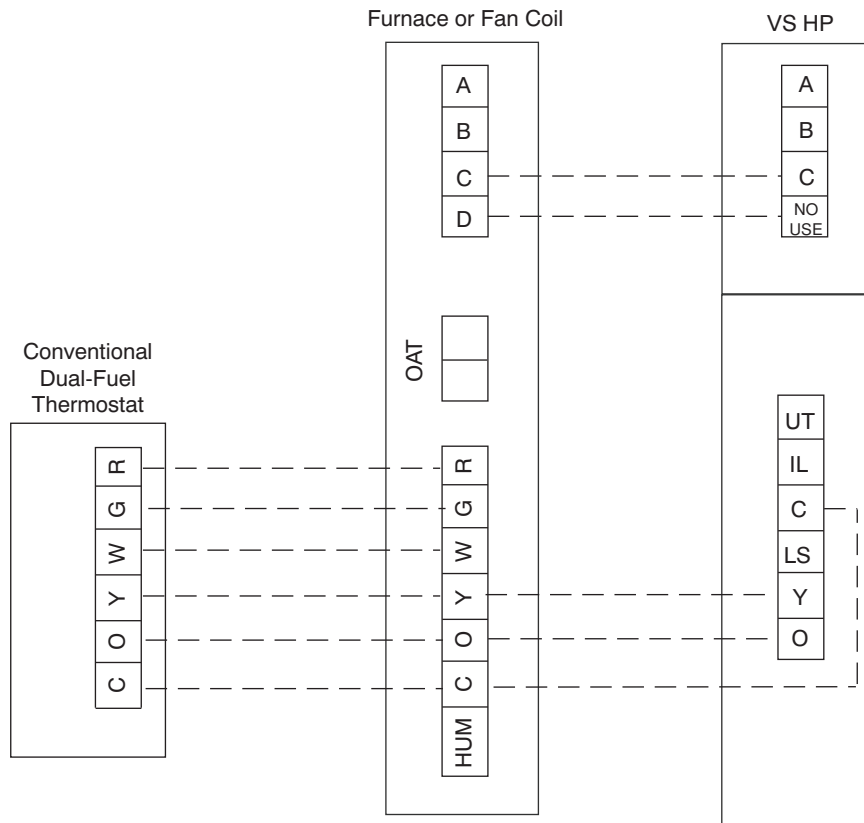 Furnace or Fan Coil
VS HP
A
B
C
D
A
B
C
NO
USE
OAT
Conventional
Dual-Fuel
Thermostat
R
G
W
Y
O
C
R
G
W
Y
O
C
HUM
UT
IL
C
LS
Y
O